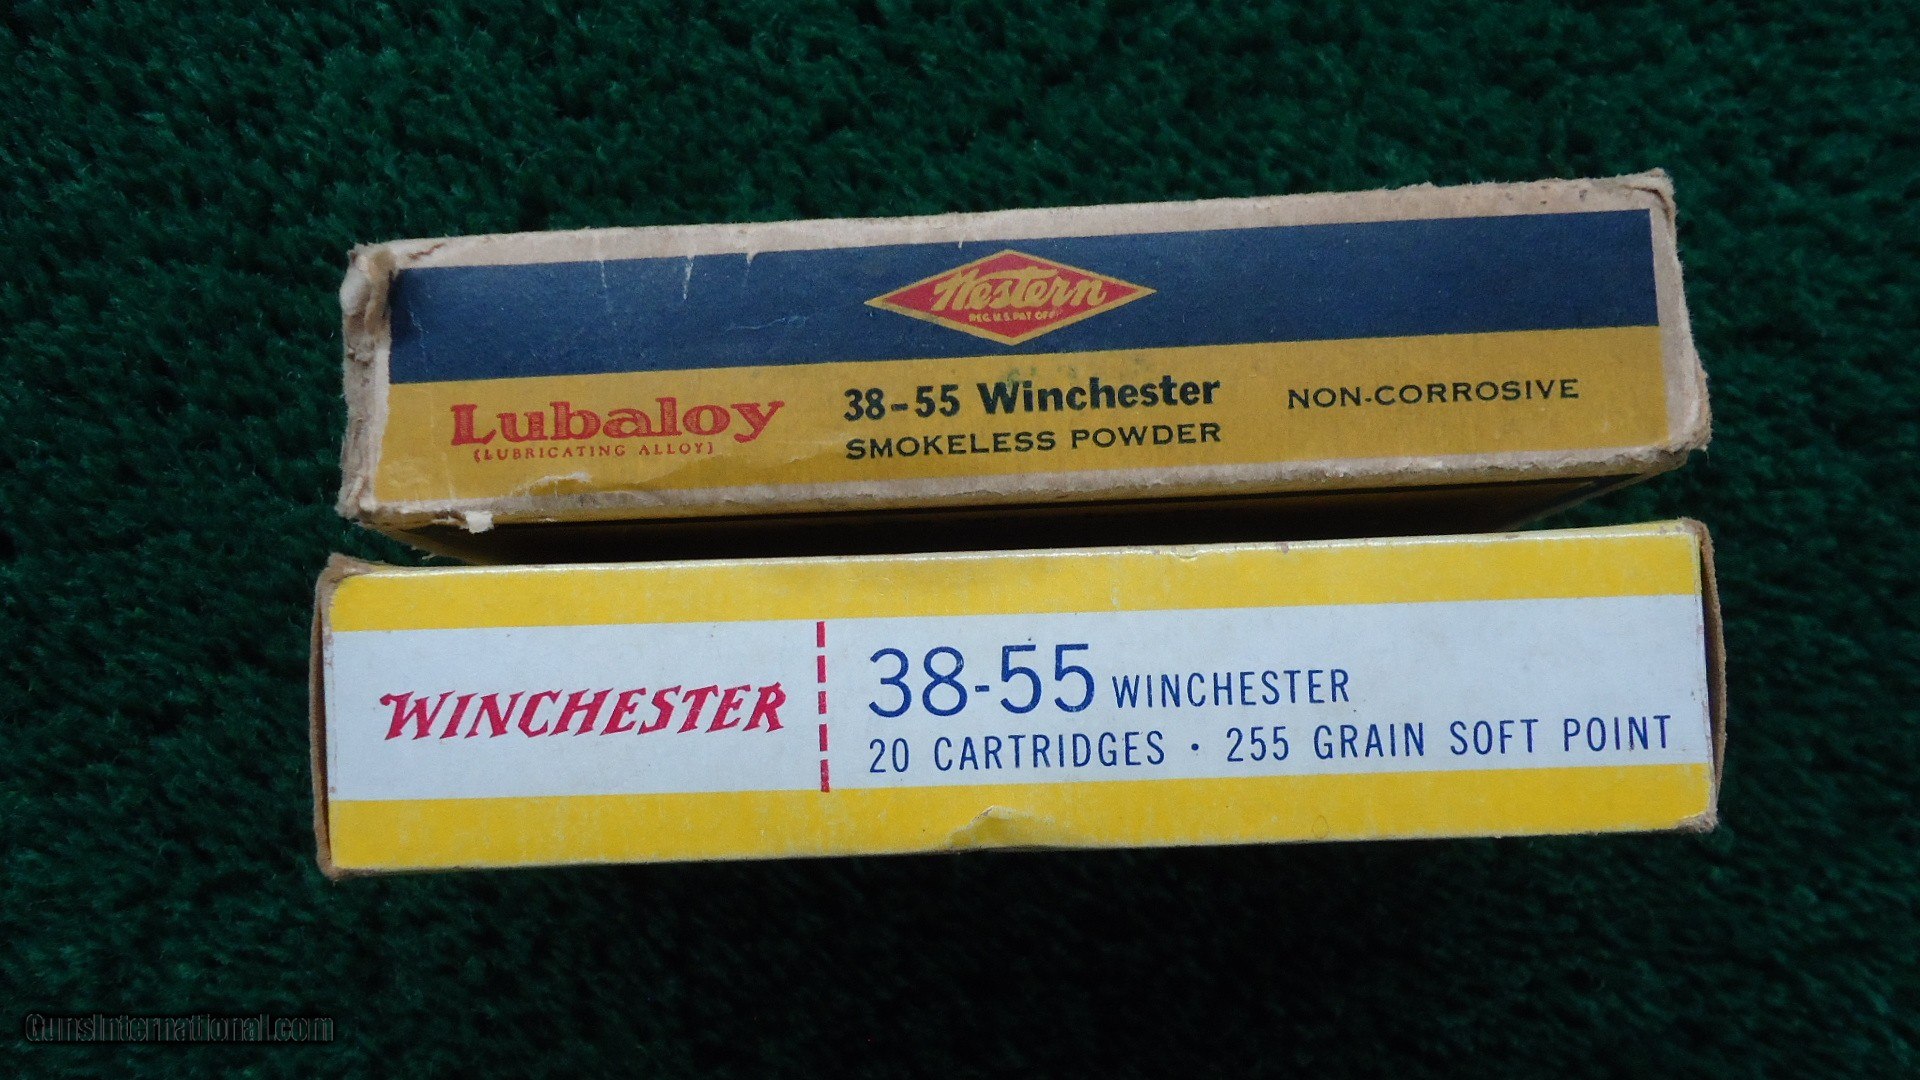 Western
REG. U.S. PAT. OFF.
Lubaloy
(LUBRICATING ALLOY)
38-55 Winchester
SMOKELESS POWDER
NON-CORROSIVE
WINCHESTER
38-55 WINCHESTER
20 CARTRIDGES · 255 GRAIN SOFT POINT
GunsInternational.com